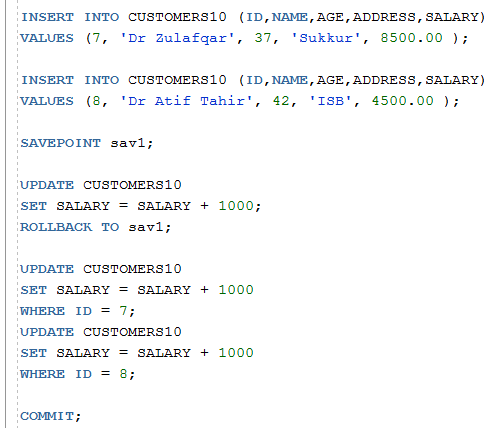 INSERT INTO CUSTOMERS10 (ID,NAME,AGE,ADDRESS,SALARY)
VALUES (7, 'Dr Zulafqar', 37, 'Sukkur', 8500.00 );
INSERT INTO CUSTOMERS10 (ID,NAME,AGE,ADDRESS,SALARY)
VALUES (8, 'Dr Atif Tahir', 42, 'ISB', 4500.00 );
SAVEPOINT sav1;
UPDATE CUSTOMERS10
SET SALARY = SALARY + 1000;
ROLLBACK TO sav1;
UPDATE CUSTOMERS10
SET SALARY = SALARY + 1000
WHERE ID = 7;
UPDATE CUSTOMERS10
SET SALARY = SALARY + 1000
WHERE ID = 8;
COMMIT;